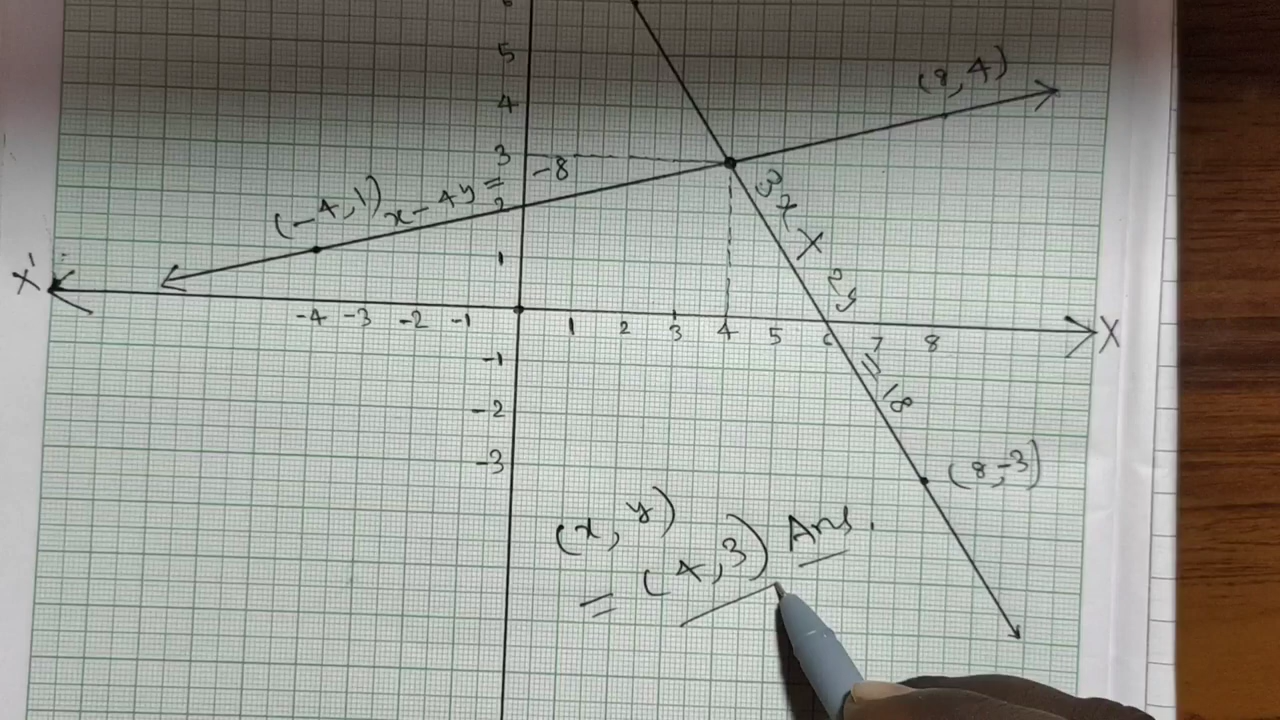 6
5
(8, 4)
4
3
-8
(-4, 1)
x - 4y =
2
3x + 2y = 18
1
X'
X
-4 -3 -2 -1 1 2 3 4 5 6 7 8
-1
-2
-3
(8, -3)
(x, y)
= (4, 3) Ans.